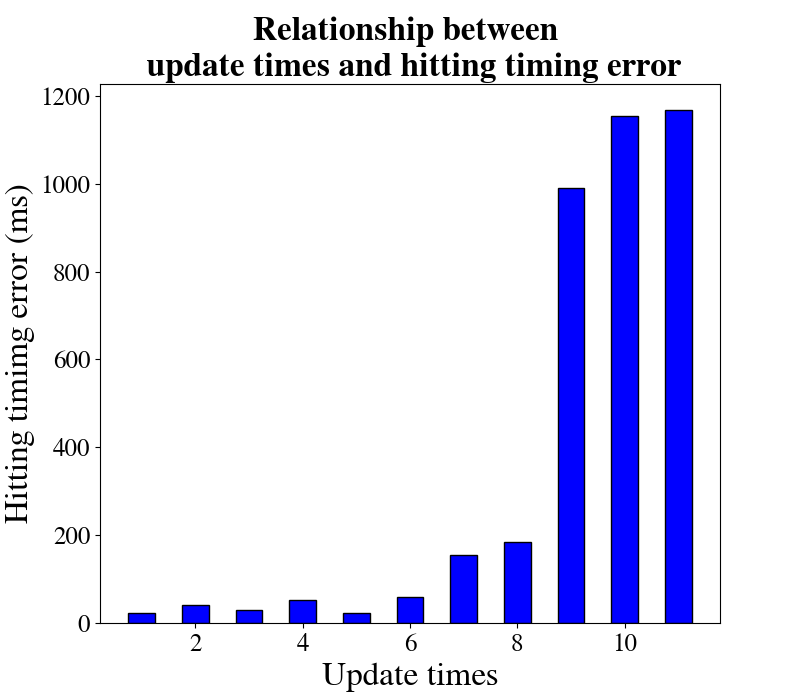 Relationship between
update times and hitting timing error
1200
1000
800
600
400
200
0
Hitting timimg error (ms)
2 4 6 8 10
Update times